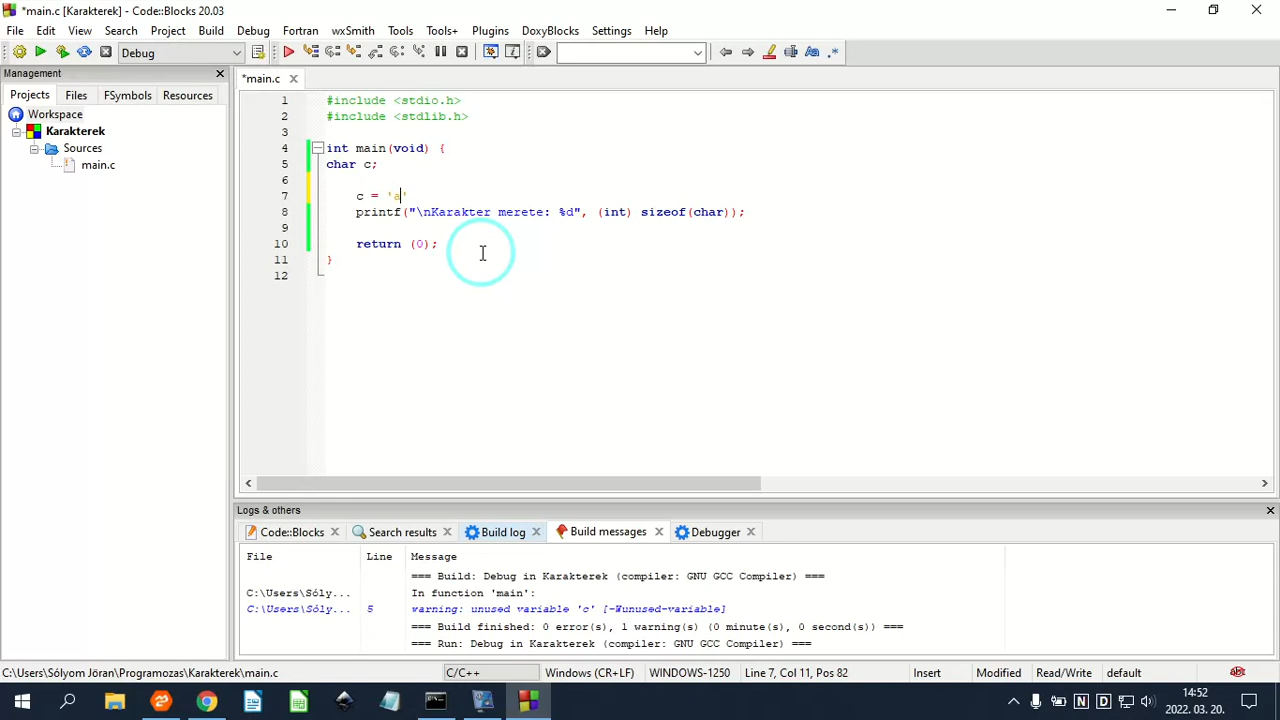 *main.c [Karakterek] - Code::Blocks 20.03
File Edit View Search Project Build Debug Fortran wxSmith Tools Tools+ Plugins DoxyBlocks Settings Help
Debug
Management
*main.c
Projects Files FSymbols Resources
Workspace
Karakterek
Sources
main.c
1 #include <stdio.h>
2 #include <stdlib.h>
3
4 int main(void) {
5 char c;
6
7 c = 'a'
8 printf("\nKarakter merete: %d", (int) sizeof(char));
9
10 return (0);
11 }
12
Logs & others
Code::Blocks Search results Build log Build messages Debugger
File Line Message
=== Build: Debug in Karakterek (compiler: GNU GCC Compiler) ===
C:\Users\Sóly... In function 'main':
C:\Users\Sóly... 5 warning: unused variable 'c' [-Wunused-variable]
=== Build finished: 0 error(s), 1 warning(s) (0 minute(s), 0 second(s)) ===
=== Run: Debug in Karakterek (compiler: GNU GCC Compiler) ===
C:\Users\Sólyom Jöran\Programozas\Karakterek\main.c C/C++ Windows (CR+LF) WINDOWS-1250 Line 7, Col 11, Pos 82 Insert Modified Read/Write default
14:52
2022. 03. 20.